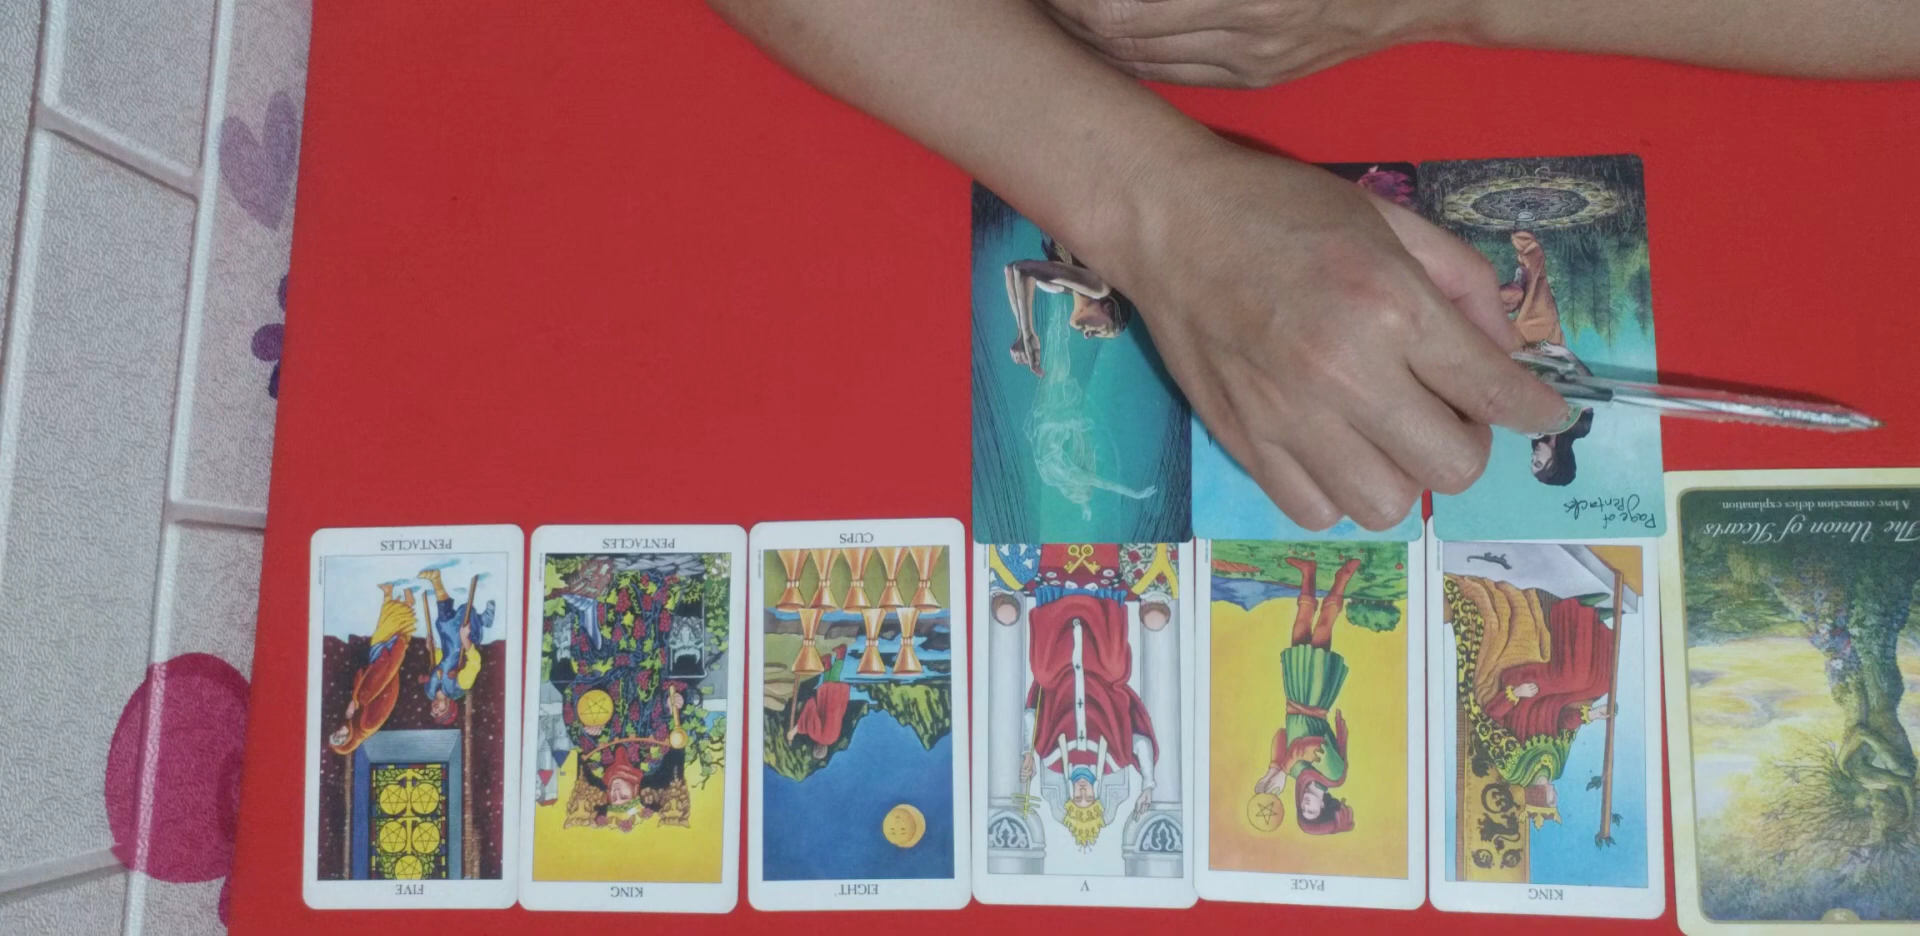 PENTACLES
PENTACLES
CUPS
FIVE
KING
EIGHT
V
PAGE
KING
Page of
Pentacles
The Union of Hearts
A love connection defies explanation.